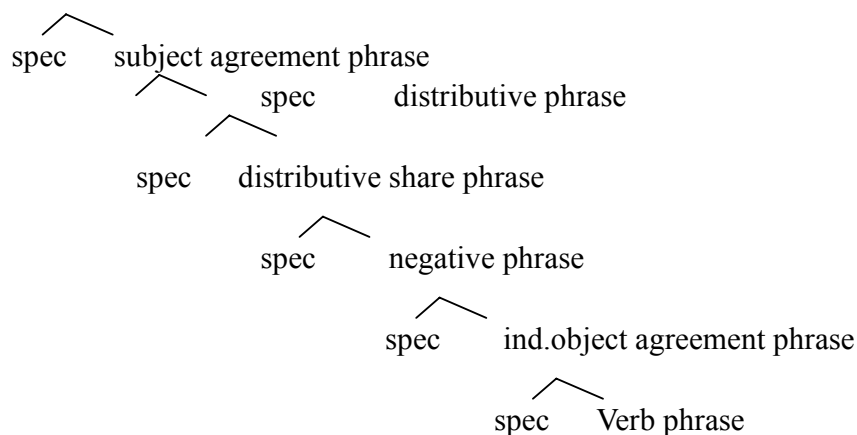 spec subject agreement phrase
spec distributive phrase
spec distributive share phrase
spec negative phrase
spec ind.object agreement phrase
spec Verb phrase